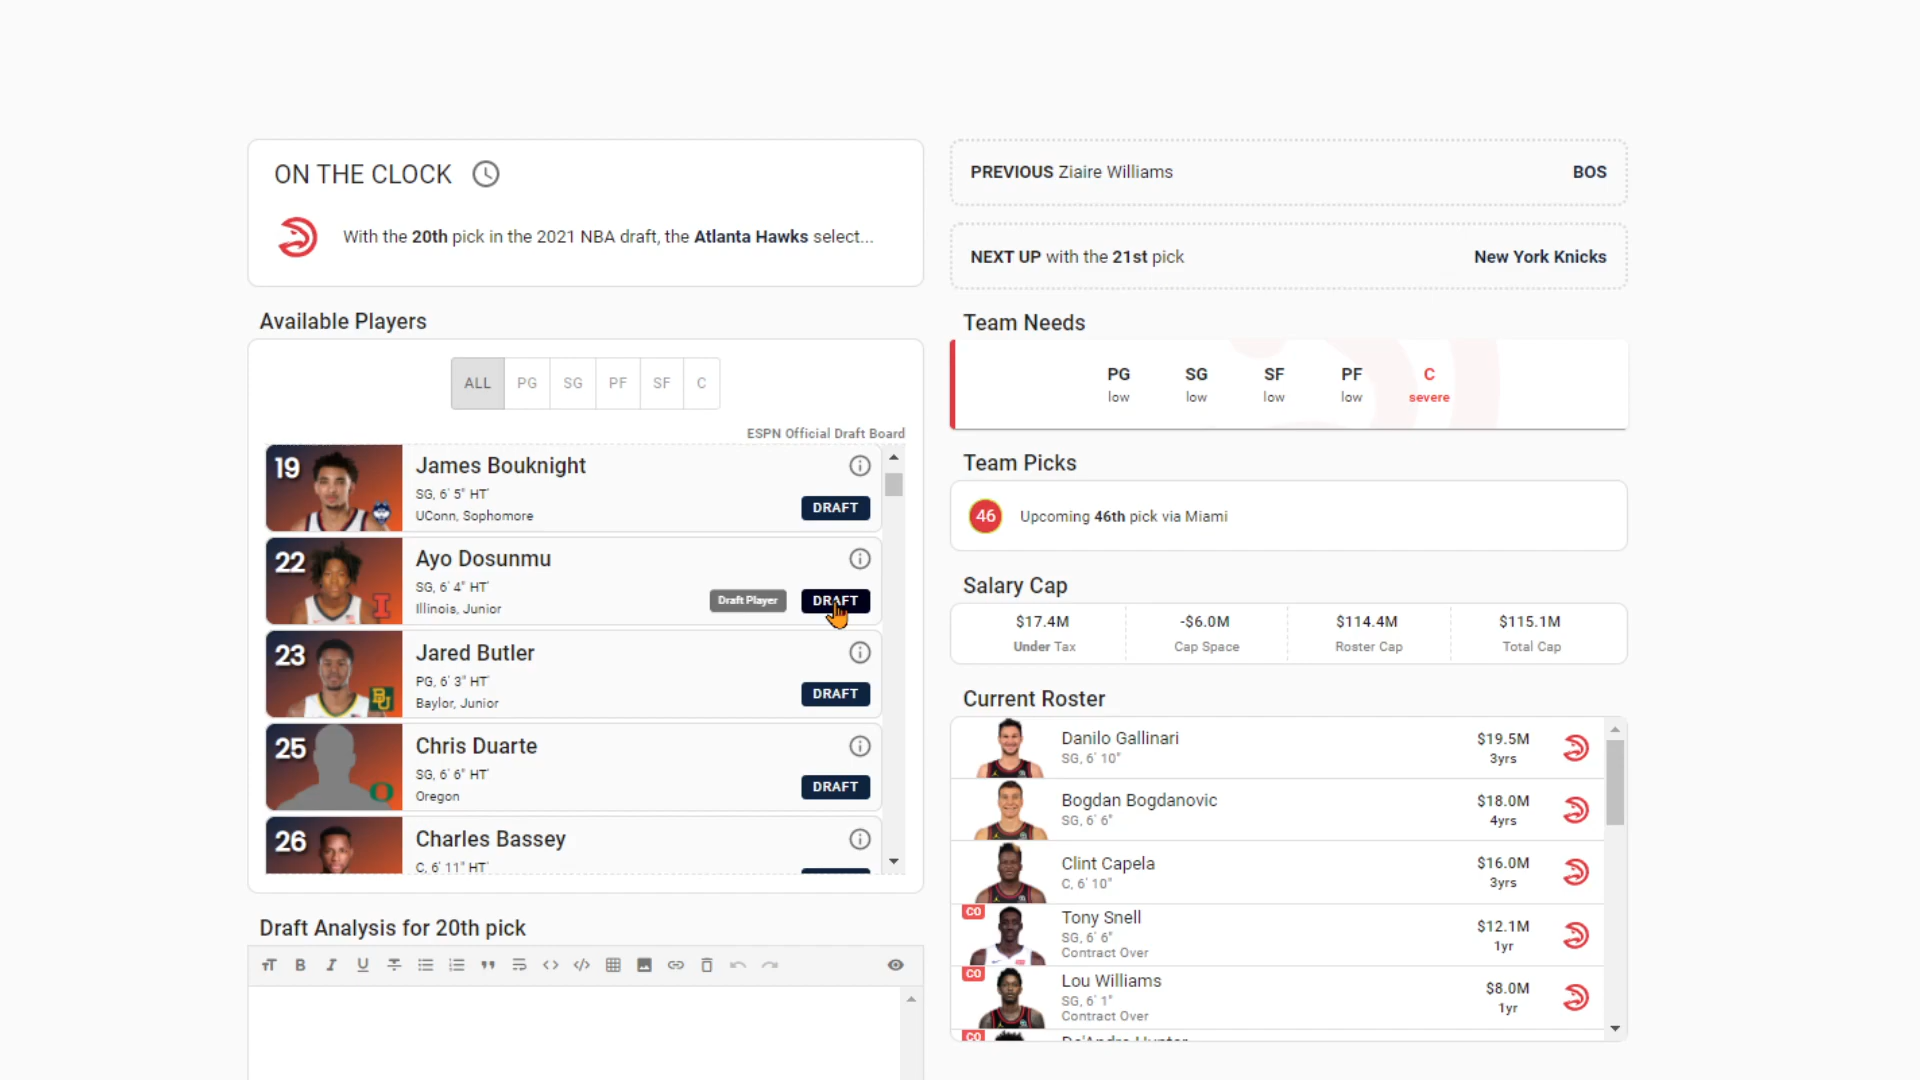 ON THE CLOCK
With the 20th pick in the 2021 NBA draft, the Atlanta Hawks select...
PREVIOUS Ziaire Williams
BOS
NEXT UP with the 21st pick
New York Knicks
Available Players
ALL
PG
SG
PF
SF
C
ESPN Official Draft Board
19
James Bouknight
SG, 6' 5" HT'
UConn, Sophomore
DRAFT
22
Ayo Dosunmu
SG, 6' 4" HT'
Illinois, Junior
Draft Player
DRAFT
23
Jared Butler
PG, 6' 3" HT'
Baylor, Junior
DRAFT
25
Chris Duarte
SG, 6' 6" HT'
Oregon
DRAFT
26
Charles Bassey
C, 6' 11" HT'
Draft Analysis for 20th pick
Team Needs
PG
SG
SF
PF
C
low
low
low
low
severe
Team Picks
46
Upcoming 46th pick via Miami
Salary Cap
$17.4M
-$6.0M
$114.4M
$115.1M
Under Tax
Cap Space
Roster Cap
Total Cap
Current Roster
Danilo Gallinari
SG, 6' 10"
$19.5M
3yrs
Bogdan Bogdanovic
SG, 6' 6"
$18.0M
4yrs
Clint Capela
C, 6' 10"
$16.0M
3yrs
CO
Tony Snell
SG, 6' 6"
Contract Over
$12.1M
1yr
CO
Lou Williams
SG, 6' 1"
Contract Over
$8.0M
1yr
CO
De'Andre Hunter